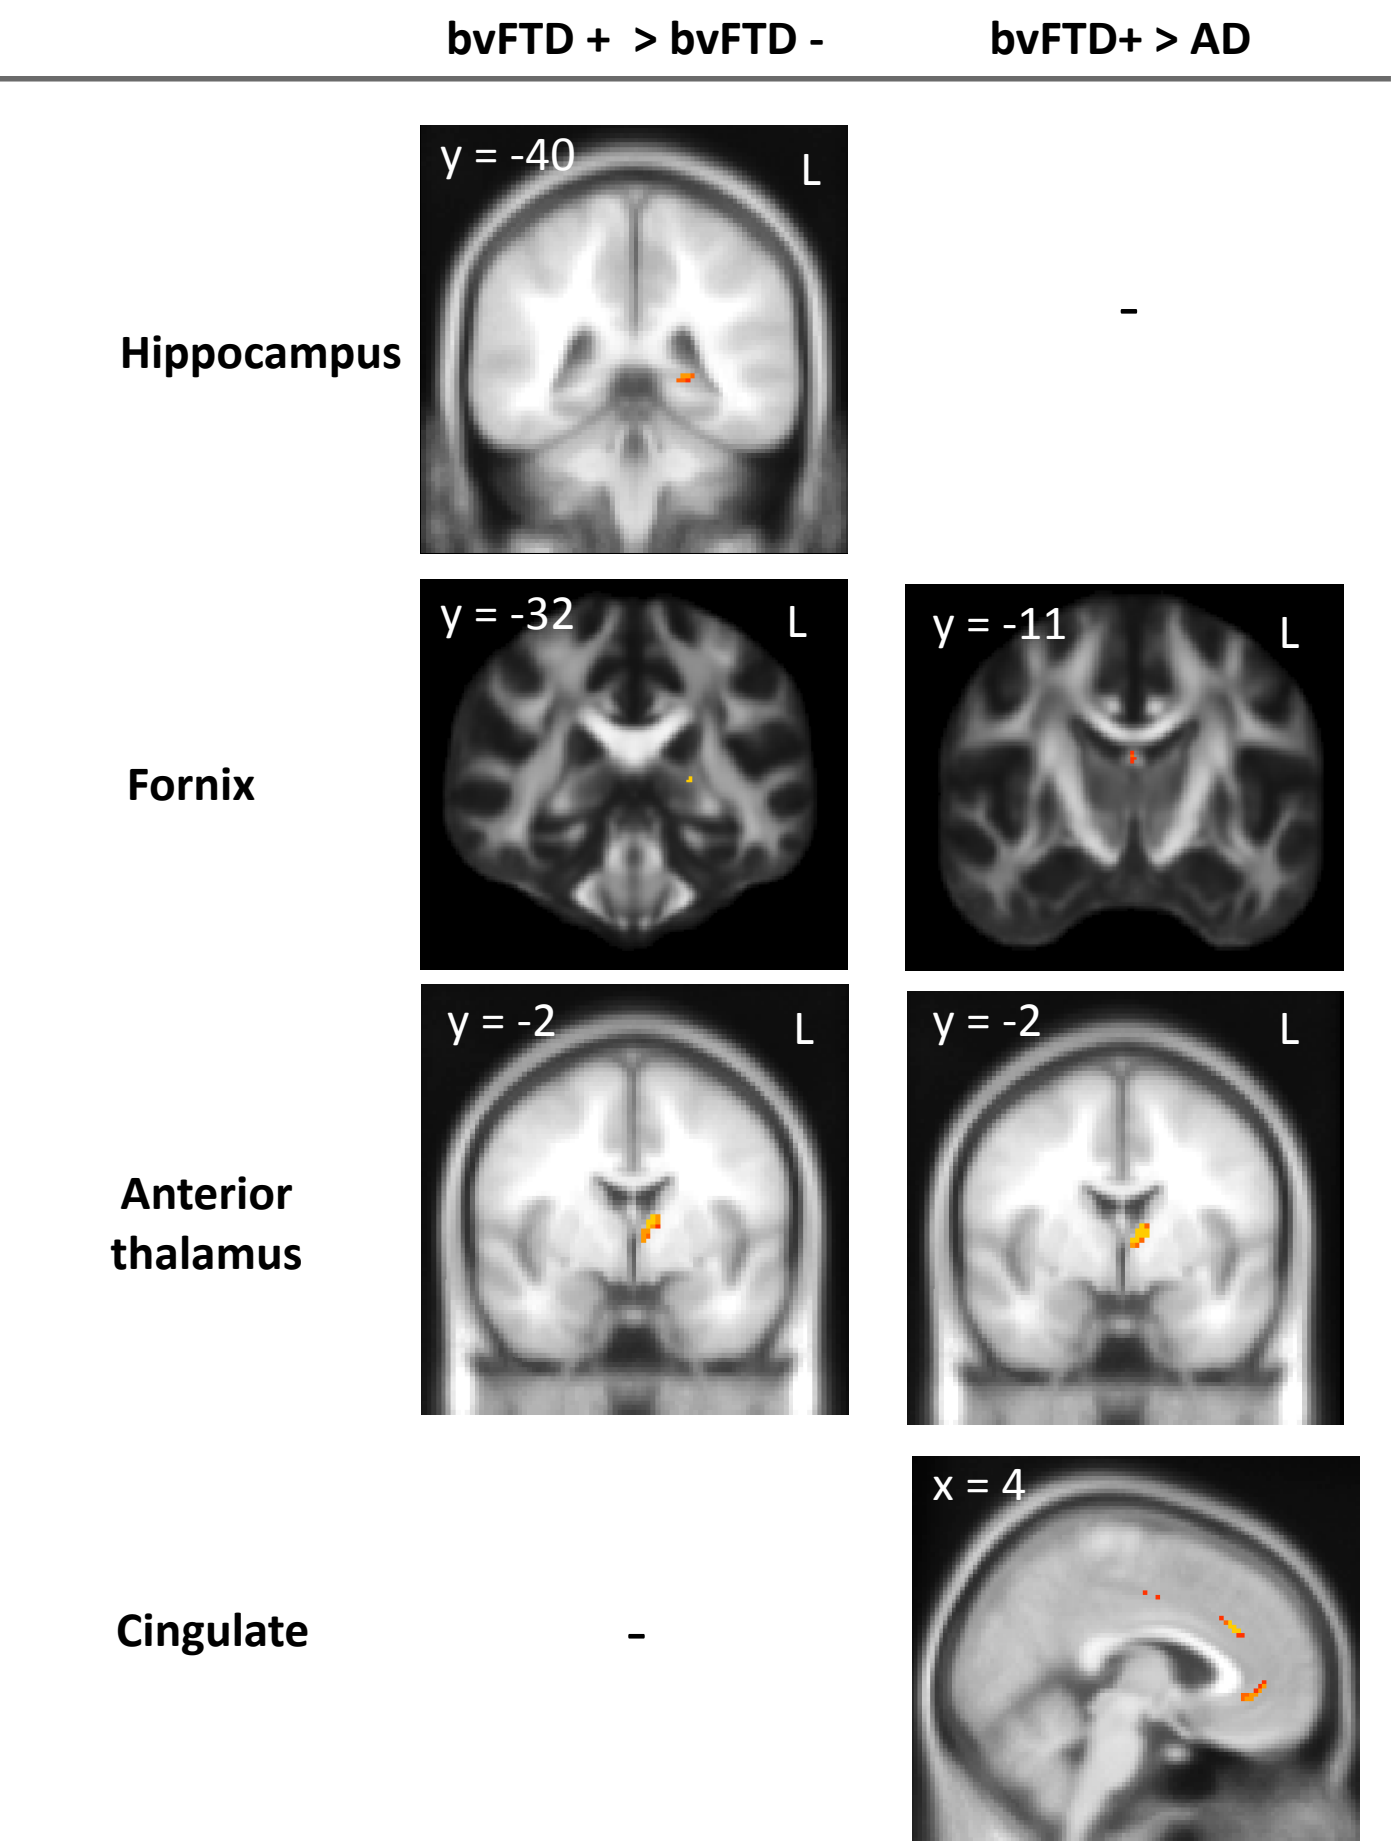 bvFTD + > bvFTD - bvFTD+ > AD
y = -40 L
Hippocampus -
y = -32 L y = -11 L
Fornix
y = -2 L y = -2 L
Anterior
thalamus
x = 4
Cingulate -